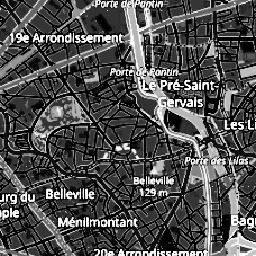 Porte de Pantin
19e Arrondissement
Porte de Pantin
Le Pré-Saint-
Gervais
Les
Porte des Lilas
Belleville
129 m
Belleville
Ménilmontant
20e Arrondissement